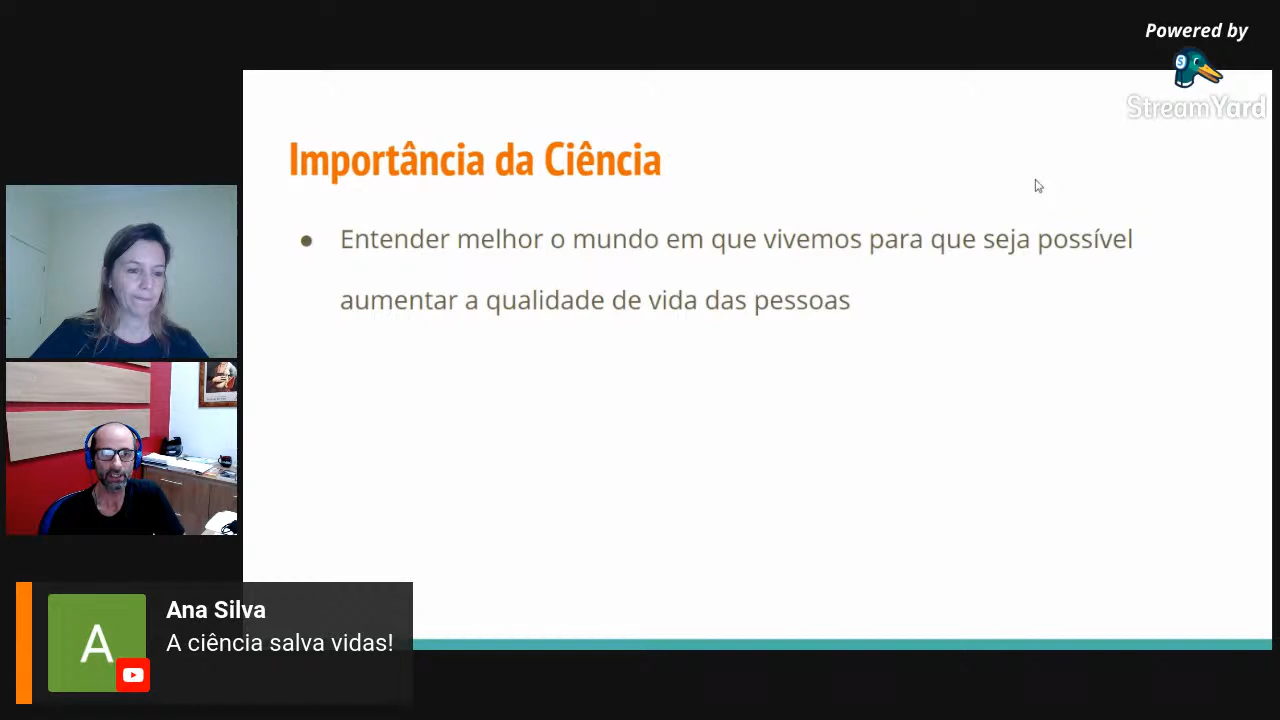 Powered by
StreamYard
Importância da Ciência
● Entender melhor o mundo em que vivemos para que seja possível
aumentar a qualidade de vida das pessoas
Ana Silva
A ciência salva vidas!
A